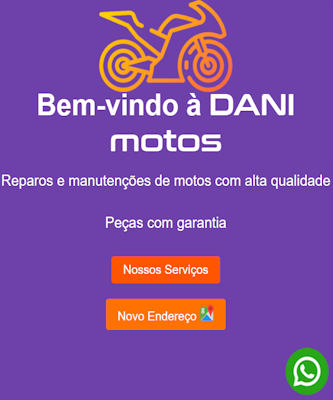 Bem-vindo à DANI
motos
Reparos e manutenções de motos com alta qualidade
Peças com garantia
Nossos Serviços
Novo Endereço